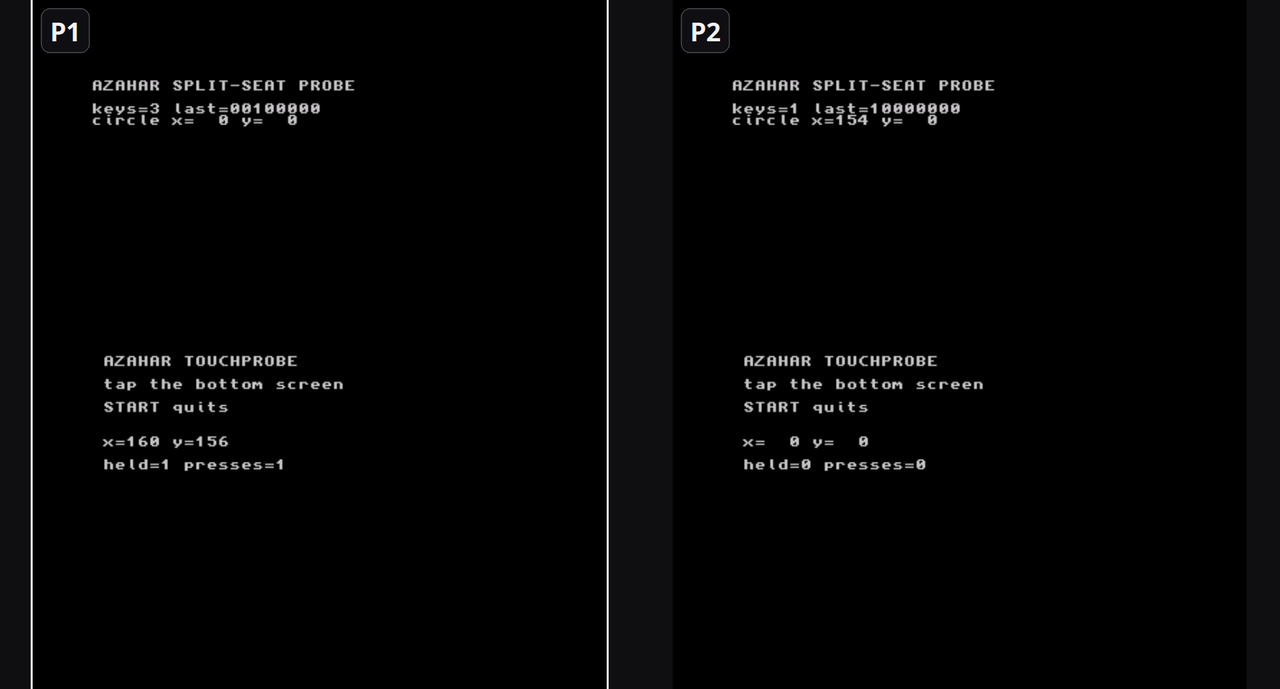 P1
AZAHAR SPLIT-SEAT PROBE
keys=3 last=00100000
circle x=  0 y=  0
AZAHAR TOUCHPROBE
tap the bottom screen
START quits
x=160 y=156
held=1 presses=1
P2
AZAHAR SPLIT-SEAT PROBE
keys=1 last=10000000
circle x=154 y=  0
AZAHAR TOUCHPROBE
tap the bottom screen
START quits
x=  0 y=  0
held=0 presses=0